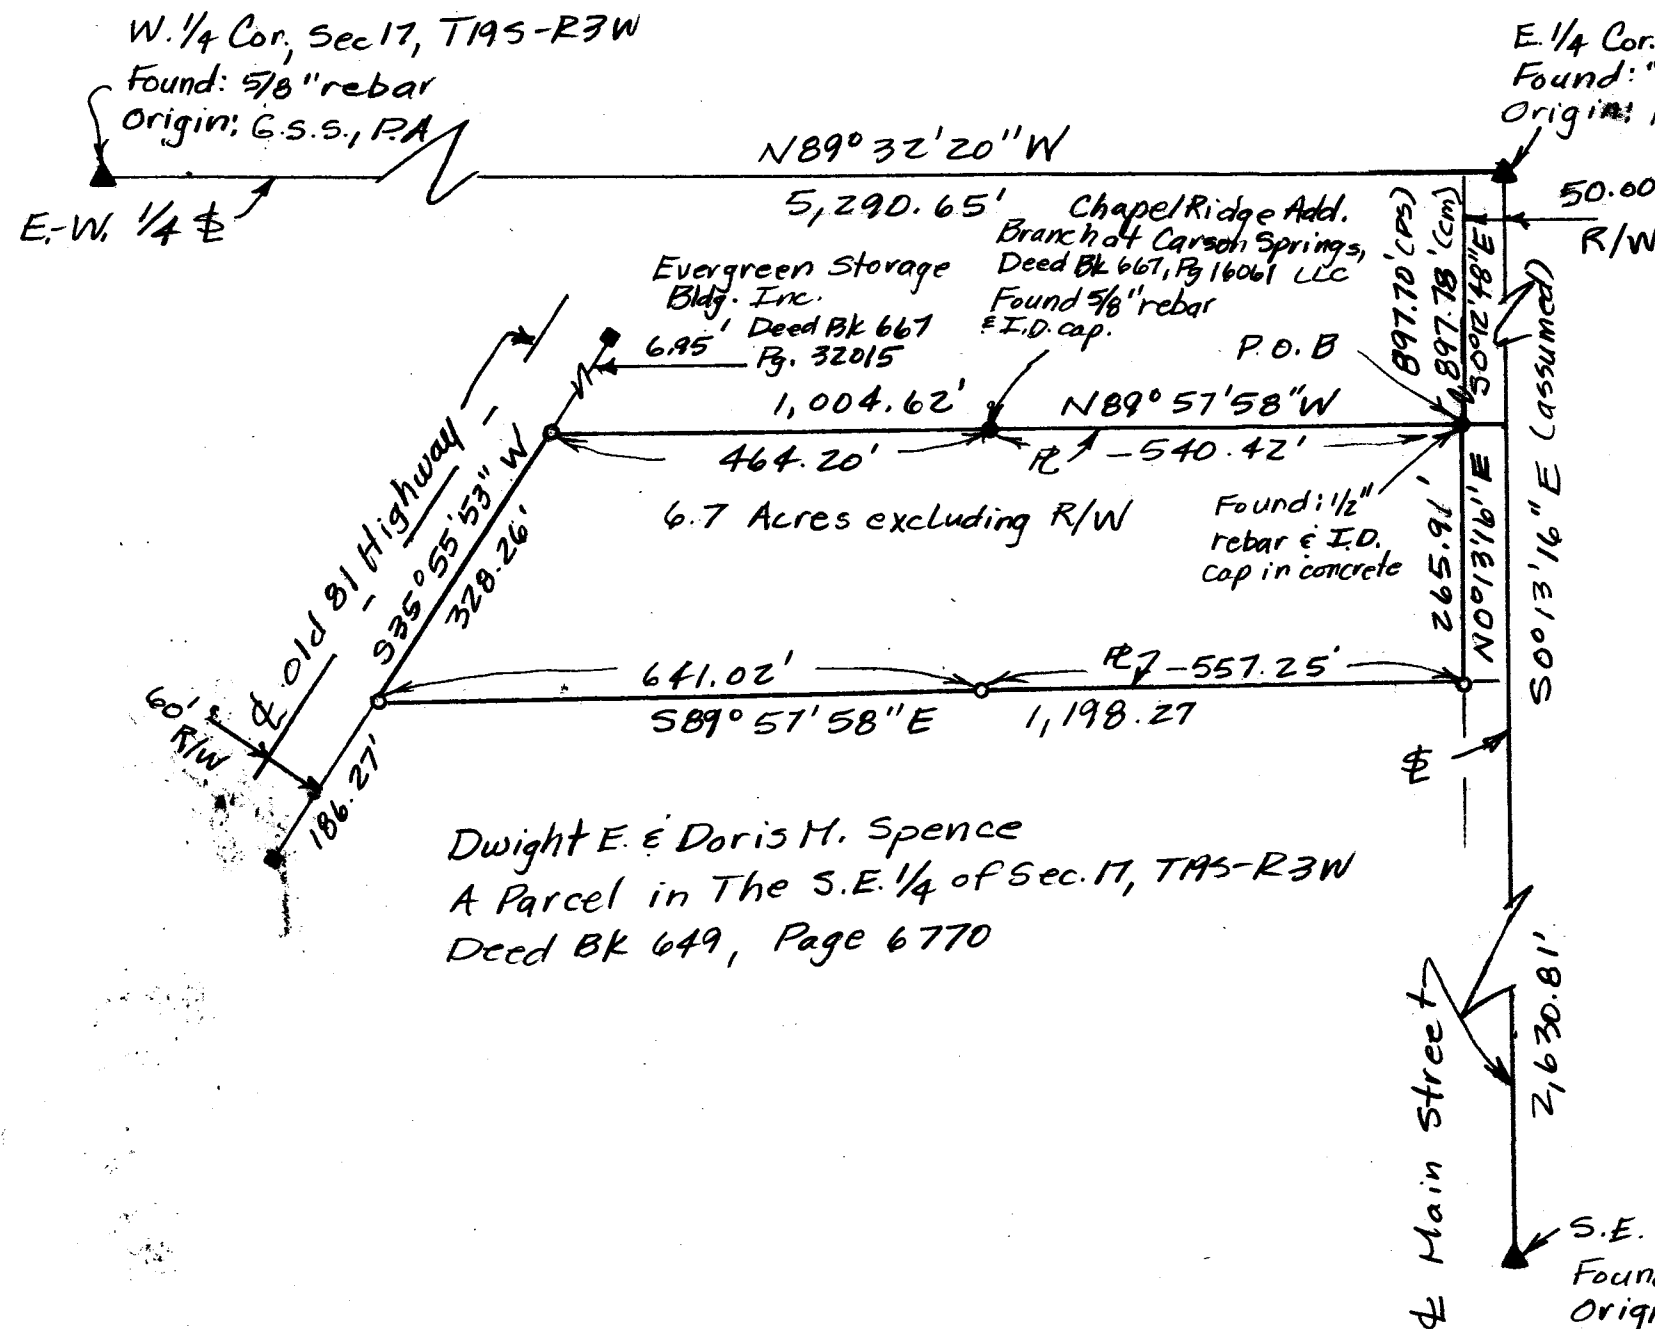 W. 1/4 Cor., Sec 17, T19S-R3W
Found: 5/8" rebar
Origin: G.S.S., P.A
E. 1/4 Cor.
Found: "
Origin:
N89° 32' 20" W
5,290.65'
E.-W. 1/4 ℄
50.00
R/W
Chapel Ridge Add.
Branch at Carson Springs,
Deed Bk 667, Pg 16061 LLC
Found 5/8" rebar
& I.D. cap.
Evergreen Storage
Bldg. Inc.
Deed Bk 667
Pg. 32015
6.95'
P.O.B
897.70' (PS)
897.78' (CM)
S0°12'48"E
S0°13'16" E (assumed)
1,004.62'
N89° 57' 58" W
464.20'
℄ -540.42'
6.7 Acres excluding R/W
Found: 1/2"
rebar & I.D.
cap in concrete
265.91'
N0°13'16" E
℄ Old 81 Highway
S35° 55' 53" W
328.26'
641.02'
℄ -557.25'
S89° 57' 58" E
1,198.27
60'
R/W
186.27'
℄
Dwight E. & Doris M. Spence
A Parcel in The S.E. 1/4 of Sec. 17, T19S-R3W
Deed Bk 649, Page 6770
℄ Main Street
2,630.81'
S.E.
Foun
Orig